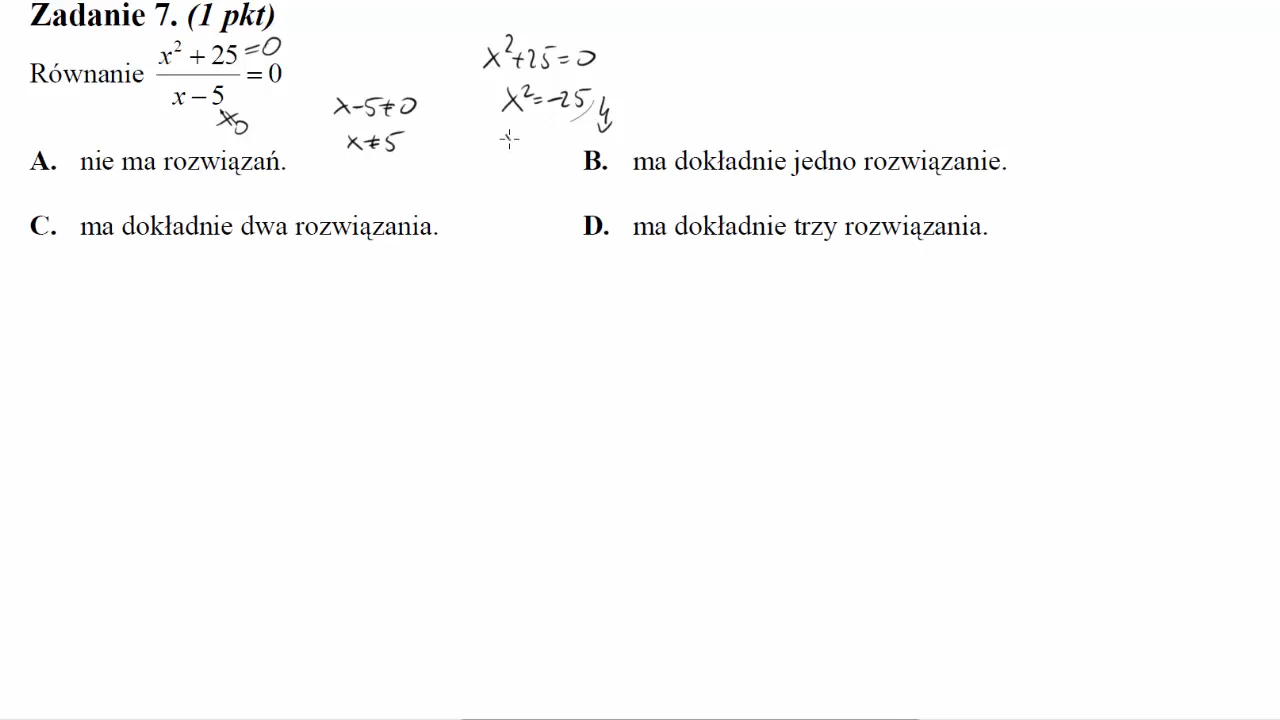 Zadanie 7. (1 pkt)
Równanie \frac{x² + 25}{x − 5} = 0
=0
≠0
x-5≠0
x≠5
x²+25=0
x²=-25
A. nie ma rozwiązań.
B. ma dokładnie jedno rozwiązanie.
C. ma dokładnie dwa rozwiązania.
D. ma dokładnie trzy rozwiązania.